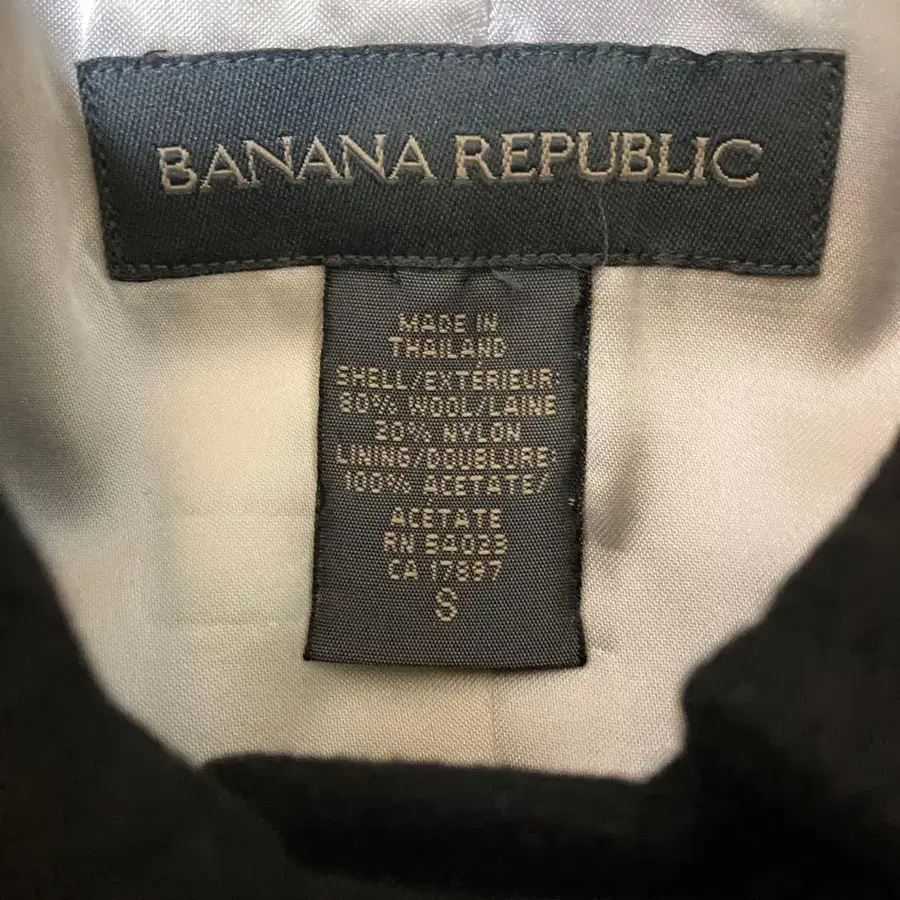 BANANA REPUBLIC
MADE IN
THAILAND
SHELL/EXTÉRIEUR
80% WOOL/LAINE
20% NYLON
LINING/DOUBLURE
100% ACETATE/
ACETATE
RN 54023
CA 17897
S